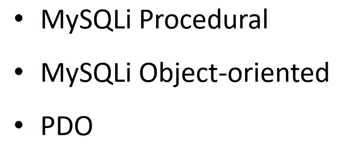 • MySQLi Procedural
• MySQLi Object-oriented
• PDO